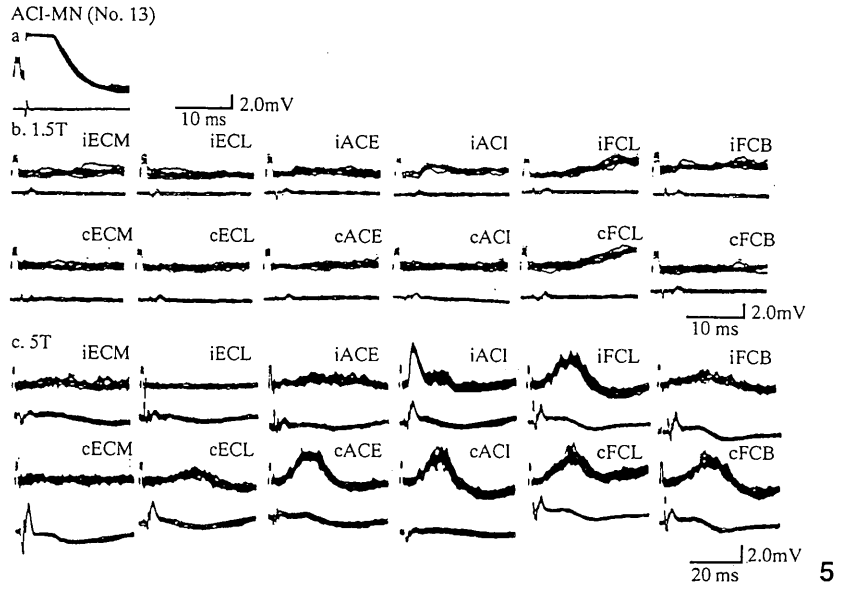 ACI-MN (No. 13)
a
2.0mV
10 ms
b. 1.5T
iECM iECL iACE iACI iFCL iFCB
cECM cECL cACE cACI cFCL cFCB
2.0mV
10 ms
c. 5T
iECM iECL iACE iACI iFCL iFCB
cECM cECL cACE cACI cFCL cFCB
2.0mV
20 ms
5